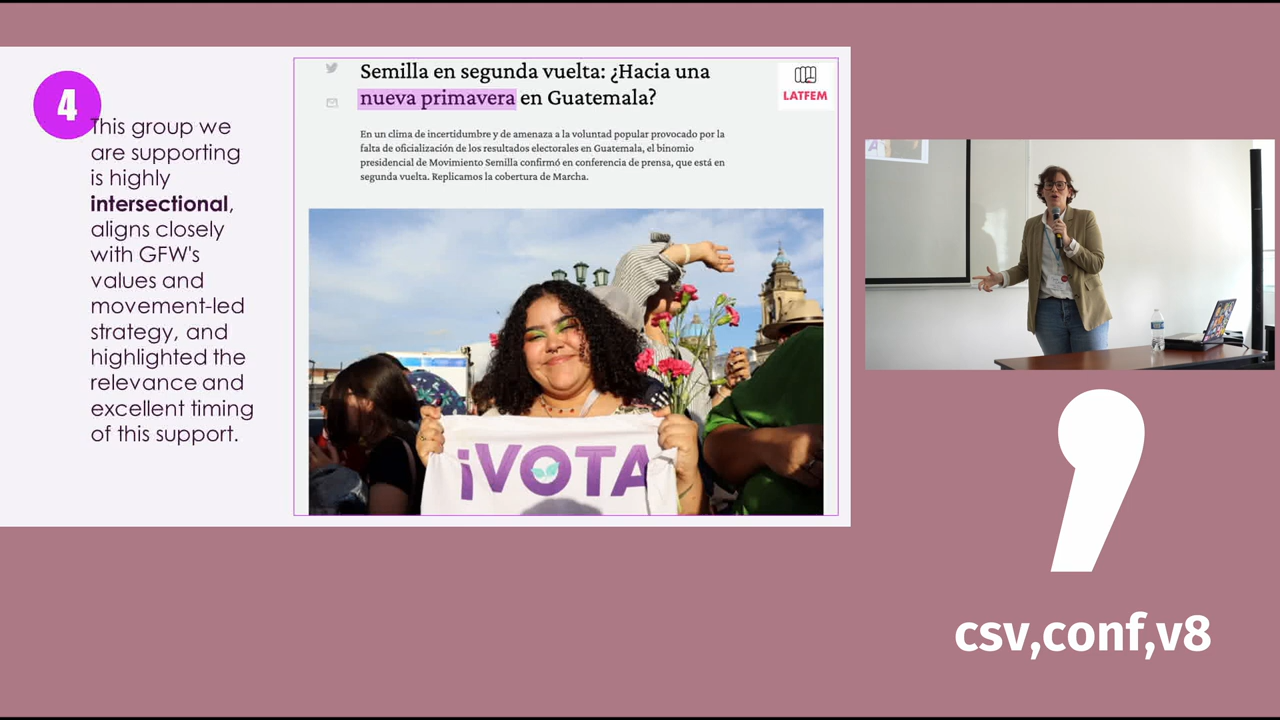 4
This group we
are supporting
is highly
intersectional,
aligns closely
with GFW's
values and
movement-led
strategy, and
highlighted the
relevance and
excellent timing
of this support.
Semilla en segunda vuelta: ¿Hacia una
nueva primavera en Guatemala?
LATFEM
En un clima de incertidumbre y de amenaza a la voluntad popular provocado por la
falta de oficialización de los resultados electorales en Guatemala, el binomio
presidencial de Movimiento Semilla confirmó en conferencia de prensa, que está en
segunda vuelta. Replicamos la cobertura de Marcha.
¡VOTA
csv,conf,v8